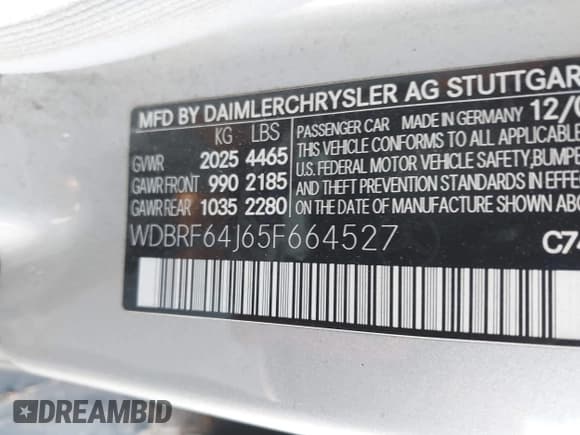 MFD BY DAIMLERCHRYSLER AG STUTTGAR
KG LBS
GVWR 2025 4465
GAWR FRONT 990 2185
GAWR REAR 1035 2280
PASSENGER CAR MADE IN GERMANY 12/0
THIS VEHICLE CONFORMS TO ALL APPLICABLE
U.S. FEDERAL MOTOR VEHICLE SAFETY, BUMPE
AND THEFT PREVENTION STANDARDS IN EFFE
ON THE DATE OF MANUFACTURE SHOWN ABO
WDBRF64J65F664527
C74
DREAMBID